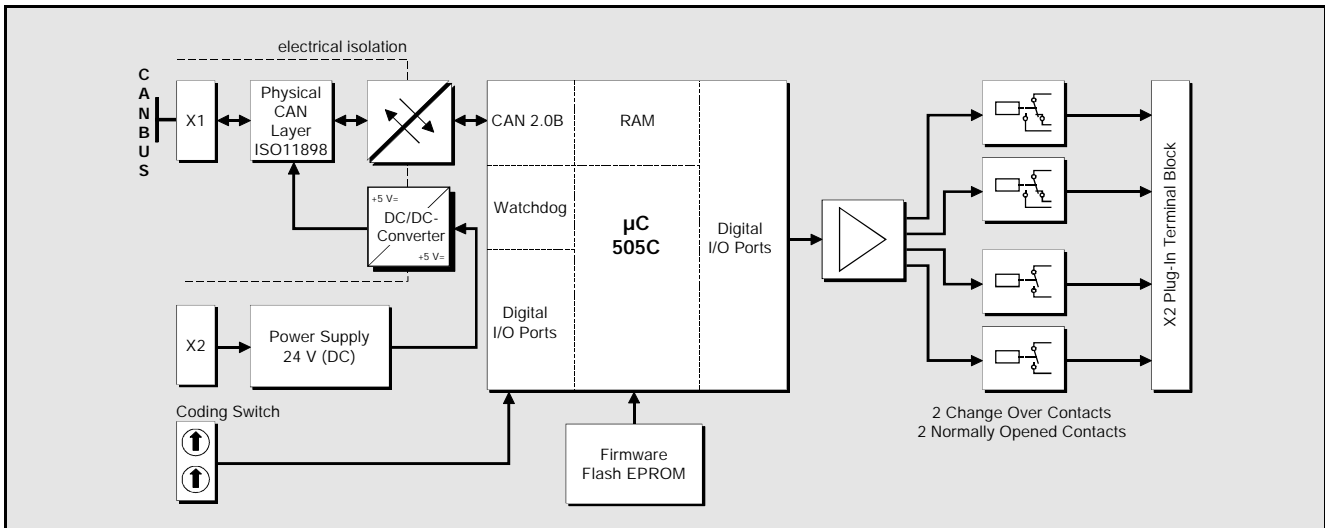 electrical isolation
CAN BUS
X1
Physical
CAN
Layer
ISO11898
CAN 2.0B
RAM
+5 V=
DC/DC-
Converter
+5 V=
Watchdog
µC
505C
Digital
I/O Ports
Digital
I/O Ports
X2
Power Supply
24 V (DC)
Coding Switch
Firmware
Flash EPROM
2 Change Over Contacts
2 Normally Opened Contacts
X2 Plug-In Terminal Block